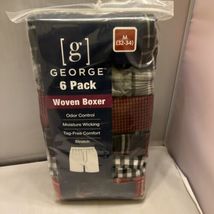 [g]
M
(32-34)
GEORGE
6 Pack
Woven Boxer
Odor Control
Moisture Wicking
Tag-Free Comfort
Stretch